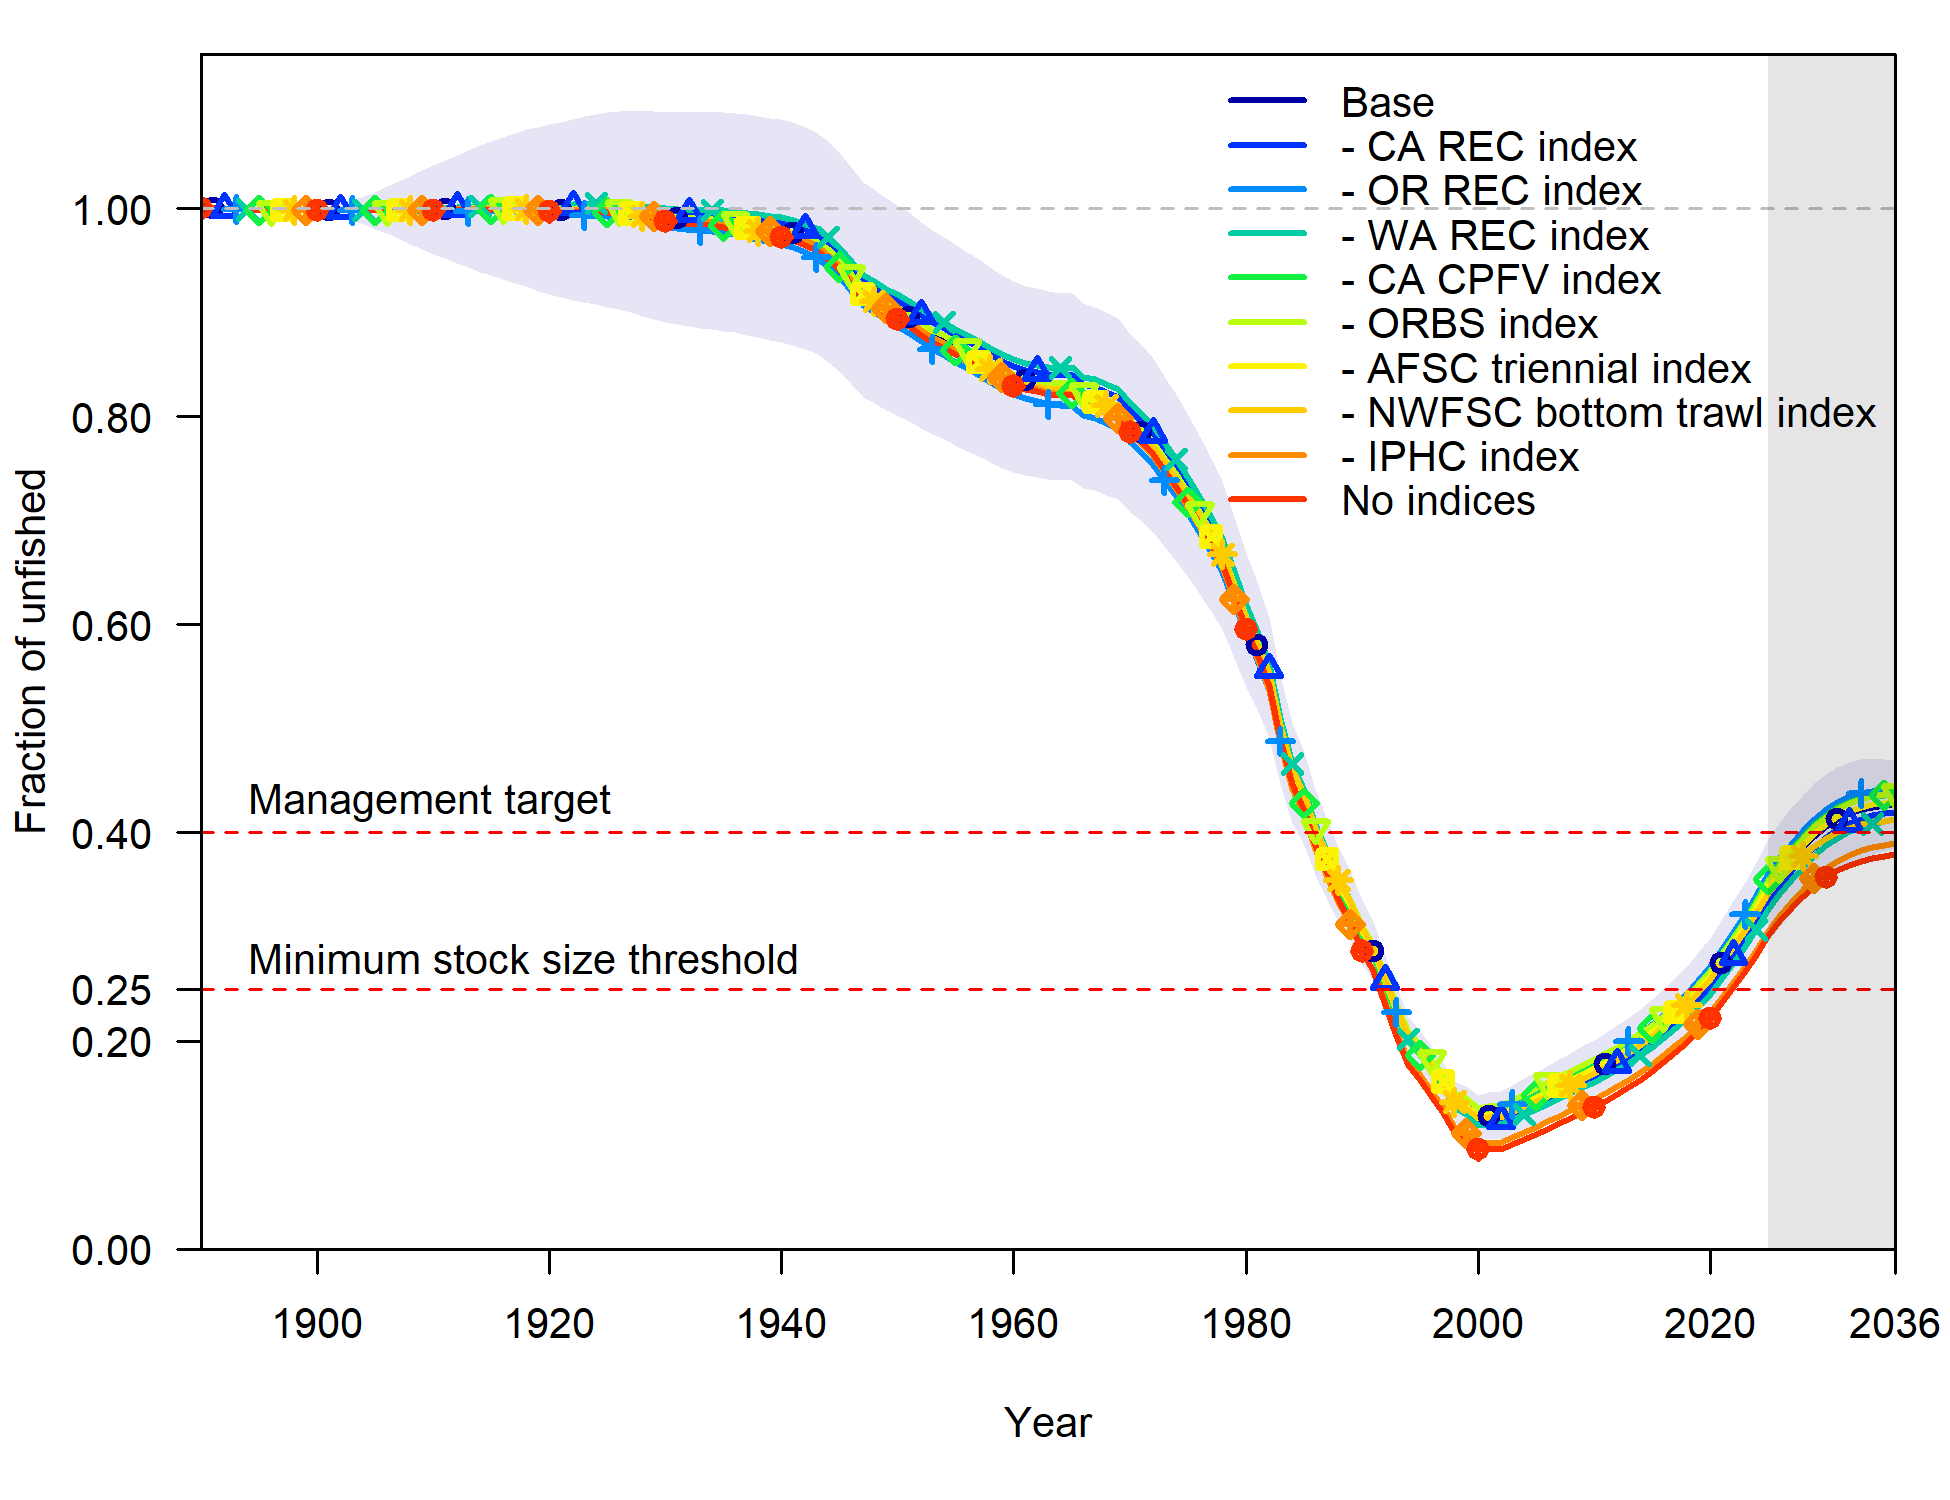 Base
- CA REC index
- OR REC index
- WA REC index
- CA CPFV index
- ORBS index
- AFSC triennial index
- NWFSC bottom trawl index
- IPHC index
No indices
Fraction of unfished
1.00
0.80
0.60
0.40
0.25
0.20
0.00
Management target
Minimum stock size threshold
1900
1920
1940
1960
1980
2000
2020
2036
Year